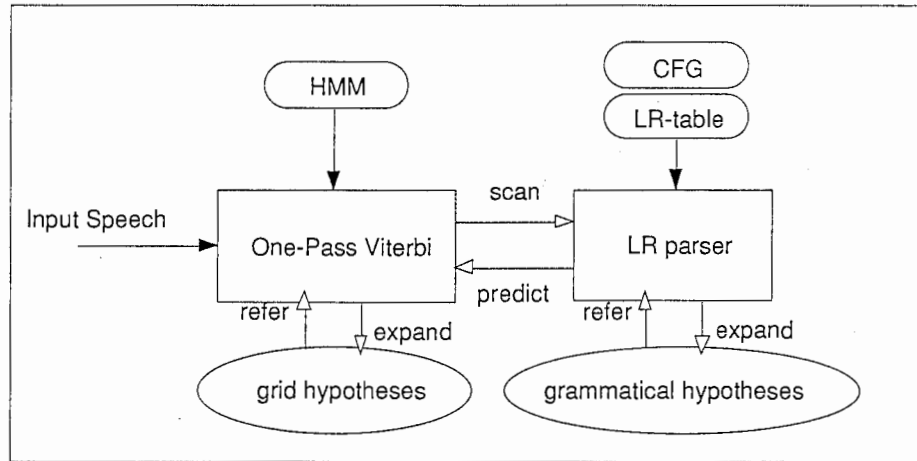 CFG
HMM
LR-table
scan
Input Speech
One-Pass Viterbi
LR parser
predict
refer
expand
refer
expand
grid hypotheses
grammatical hypotheses